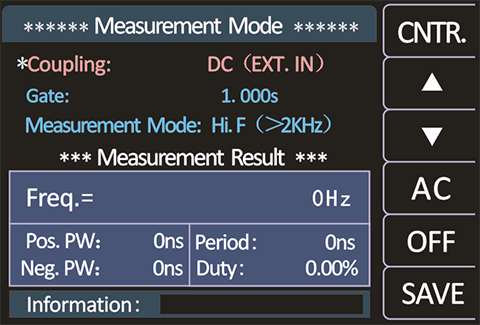 ****** Measurement Mode ******
*Coupling: DC (EXT. IN)
Gate: 1. 000s
Measurement Mode: Hi. F (>2KHz)
*** Measurement Result ***
Freq.= 0Hz
Pos. PW: 0ns Period: 0ns
Neg. PW: 0ns Duty: 0.00%
Information:
CNTR.
▲
▼
AC
OFF
SAVE